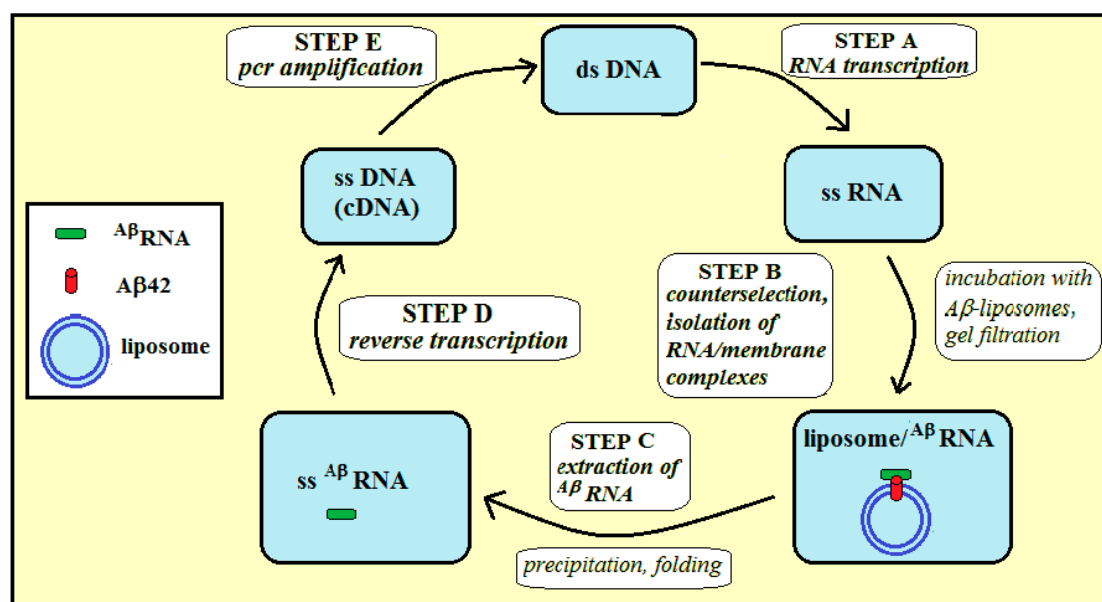 STEP E
pcr amplification
ds DNA
STEP A
RNA transcription
ss DNA
(cDNA)
ss RNA
AβRNA
Aβ42
liposome
STEP B
counterselection,
isolation of
RNA/membrane
complexes
incubation with
Aβ-liposomes,
gel filtration
STEP D
reverse transcription
liposome/AβRNA
STEP C
extraction of
AβRNA
ss AβRNA
precipitation, folding